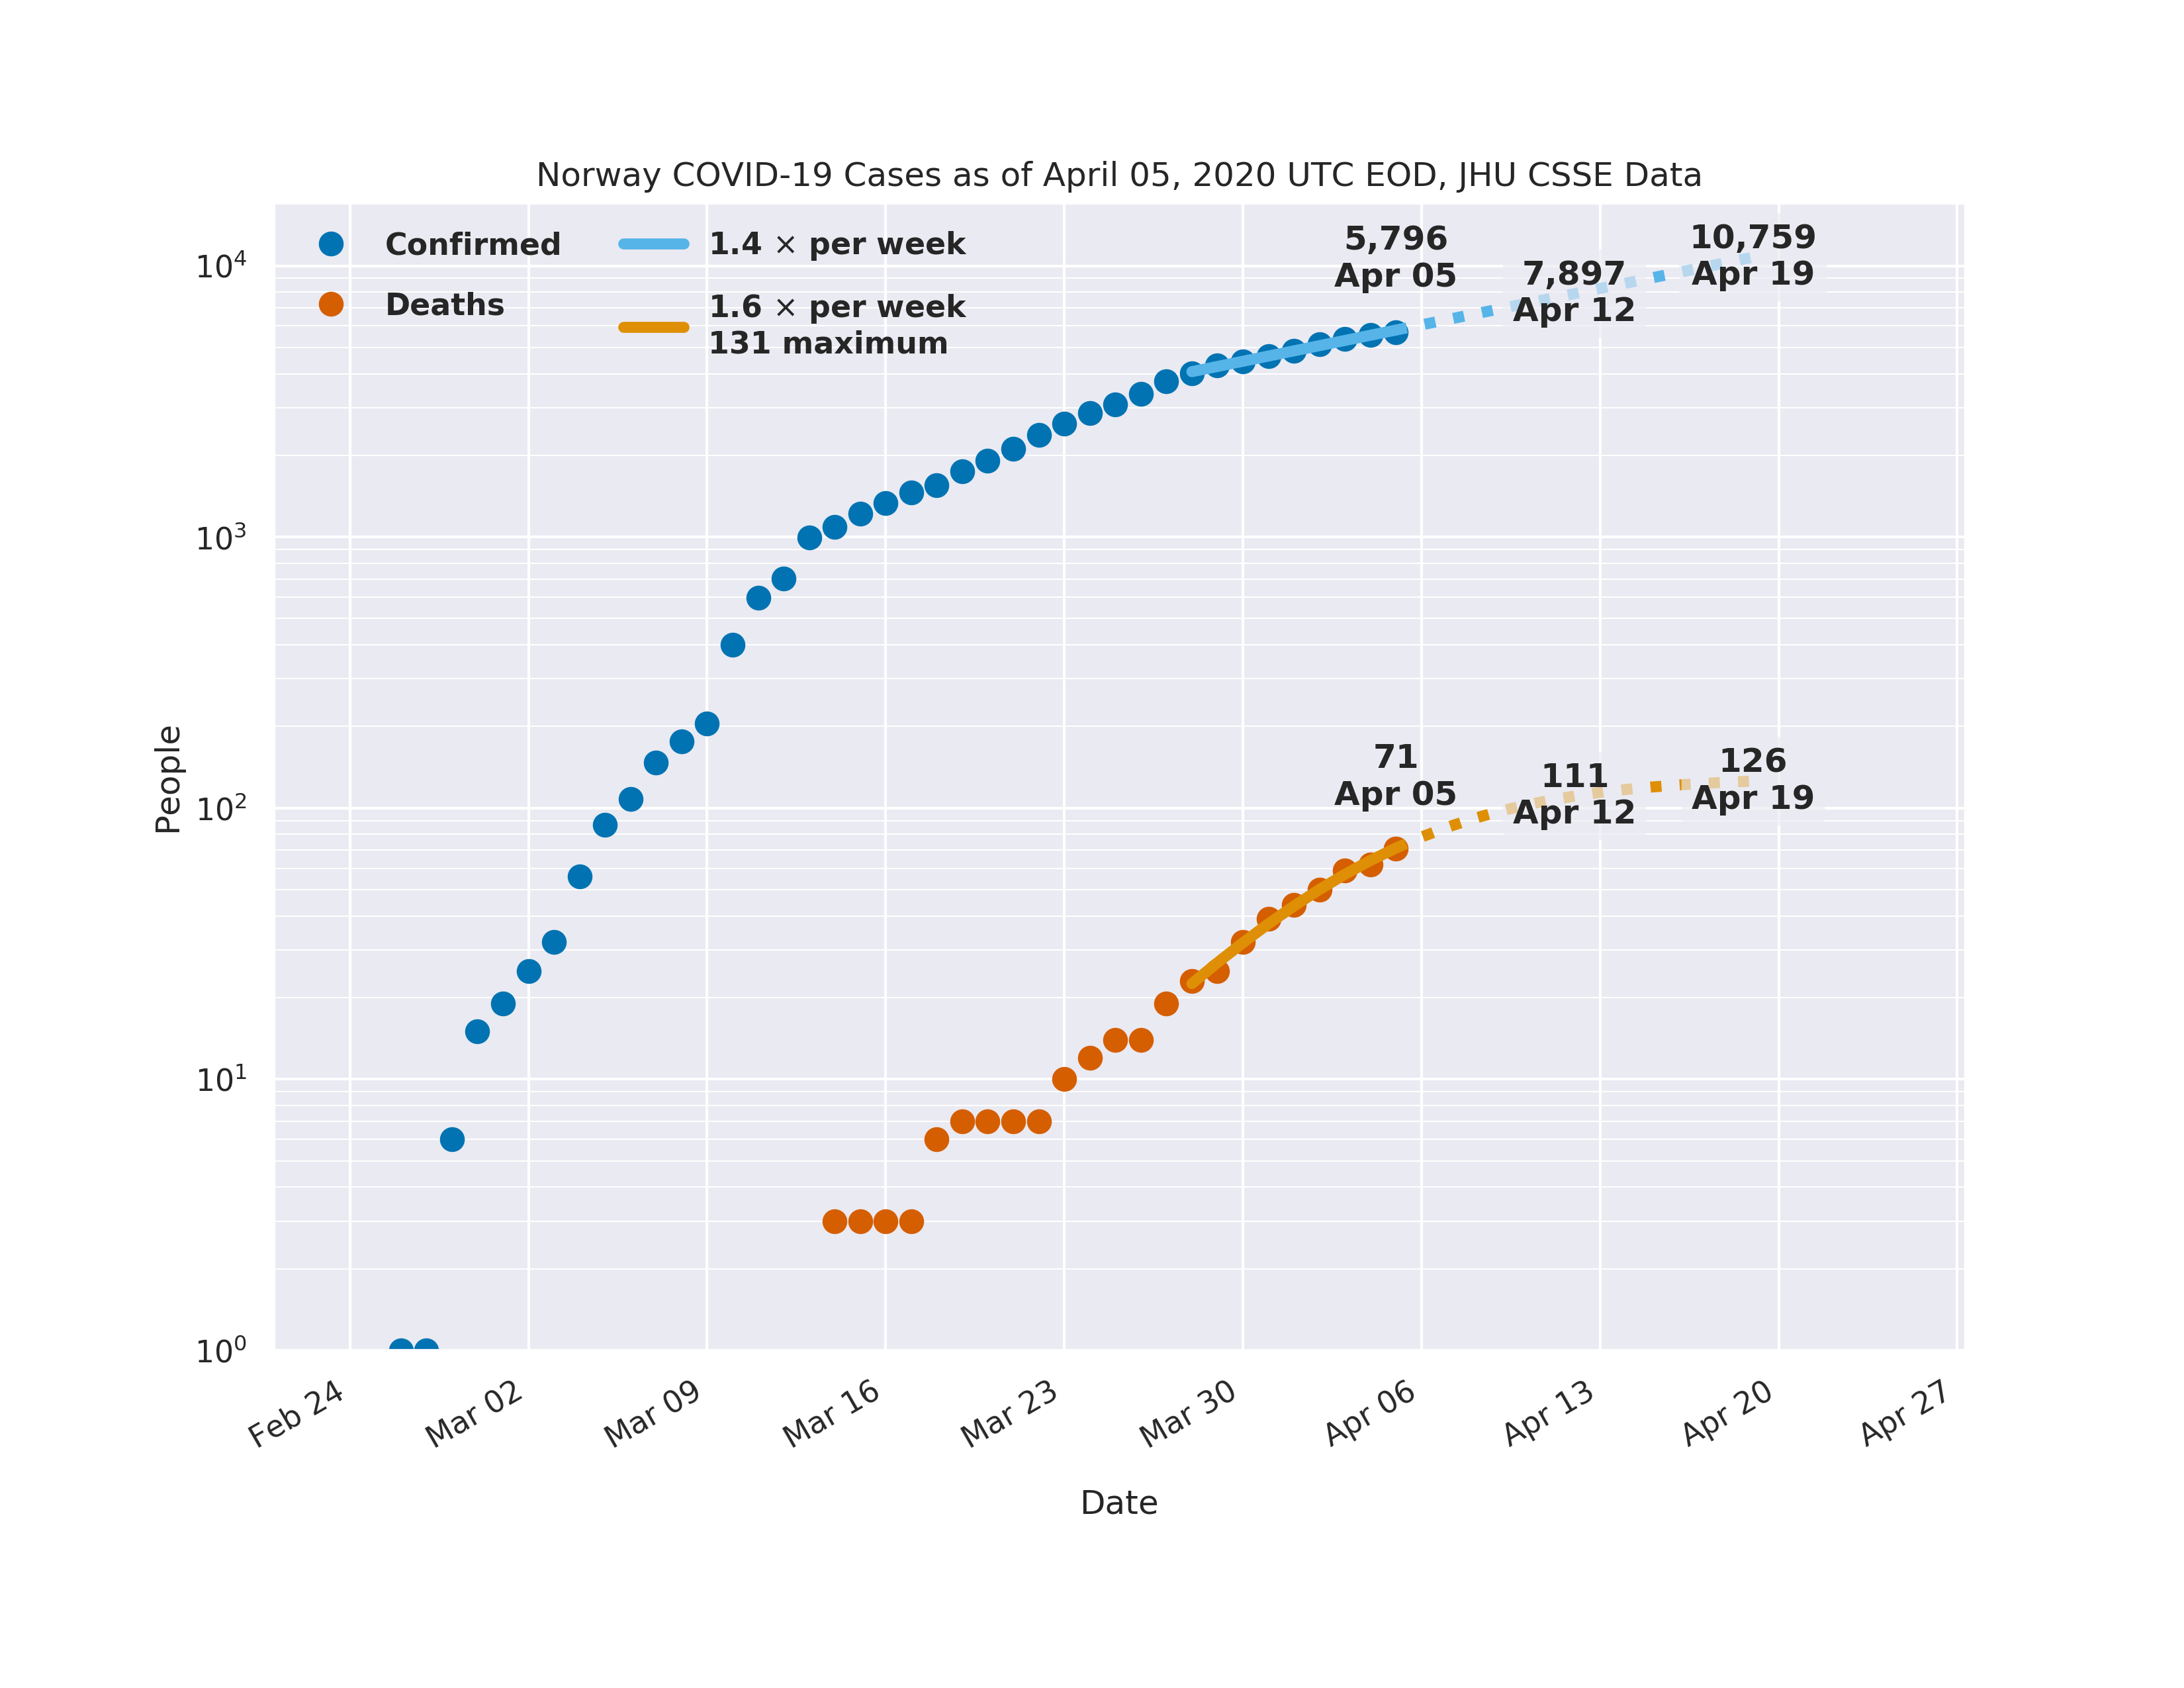 Norway COVID-19 Cases as of April 05, 2020 UTC EOD, JHU CSSE Data
Confirmed
Deaths
1.4 × per week
1.6 × per week
131 maximum
5,796
Apr 05
7,897
Apr 12
10,759
Apr 19
71
Apr 05
111
Apr 12
126
Apr 19
People
10⁴
10³
10²
10¹
10⁰
Feb 24
Mar 02
Mar 09
Mar 16
Mar 23
Mar 30
Apr 06
Apr 13
Apr 20
Apr 27
Date